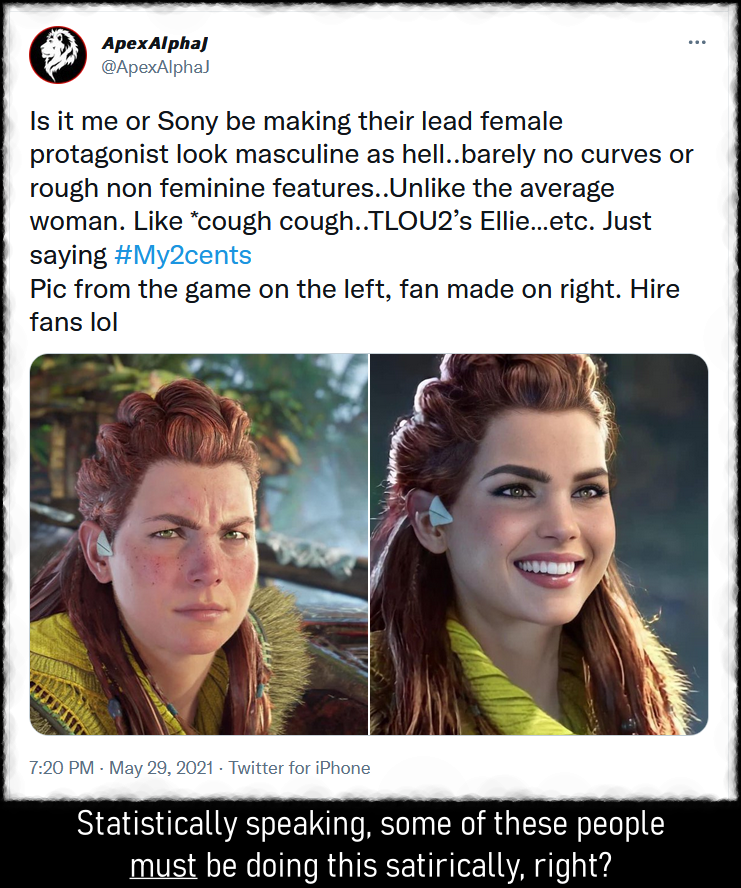 ApexAlphaJ
@ApexAlphaJ
Is it me or Sony be making their lead female
protagonist look masculine as hell..barely no curves or
rough non feminine features..Unlike the average
woman. Like *cough cough..TLOU2’s Ellie...etc. Just
saying #My2cents
Pic from the game on the left, fan made on right. Hire
fans lol
7:20 PM · May 29, 2021 · Twitter for iPhone
Statistically speaking, some of these people
must be doing this satirically, right?